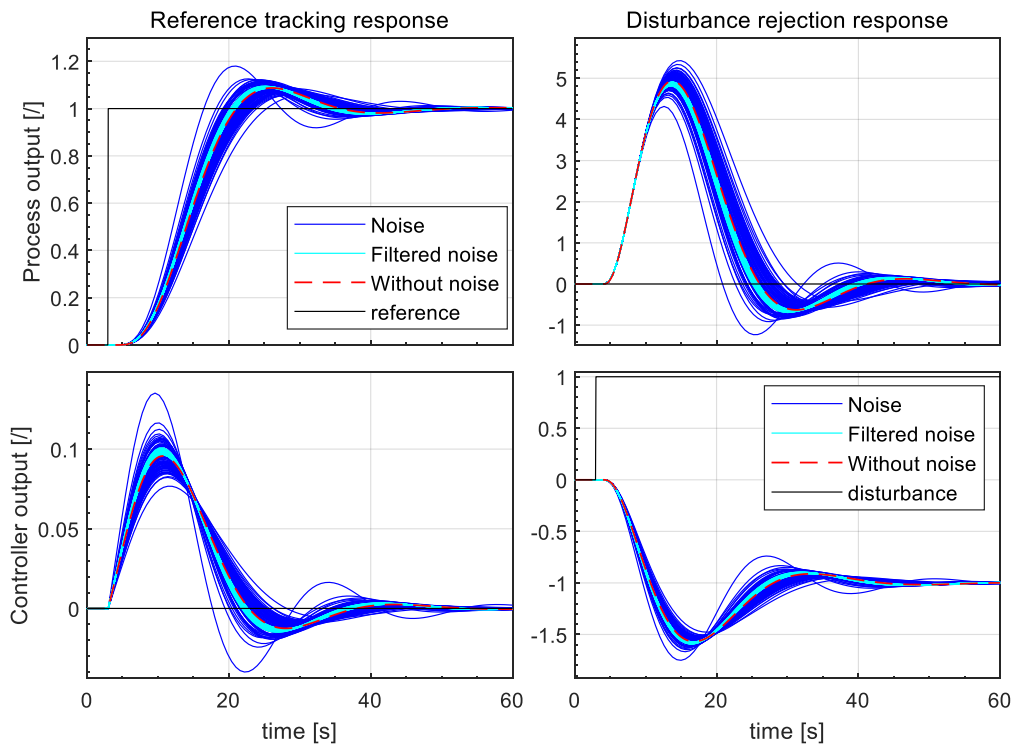 Reference tracking response
Disturbance rejection response
Process output [/]
1.2
1
0.8
0.6
0.4
0.2
0
Noise
Filtered noise
Without noise
reference
5
4
3
2
1
0
-1
Controller output [/]
0.1
0.05
0
0
20
40
60
time [s]
1
0.5
0
-0.5
-1
-1.5
Noise
Filtered noise
Without noise
disturbance
0
20
40
60
time [s]